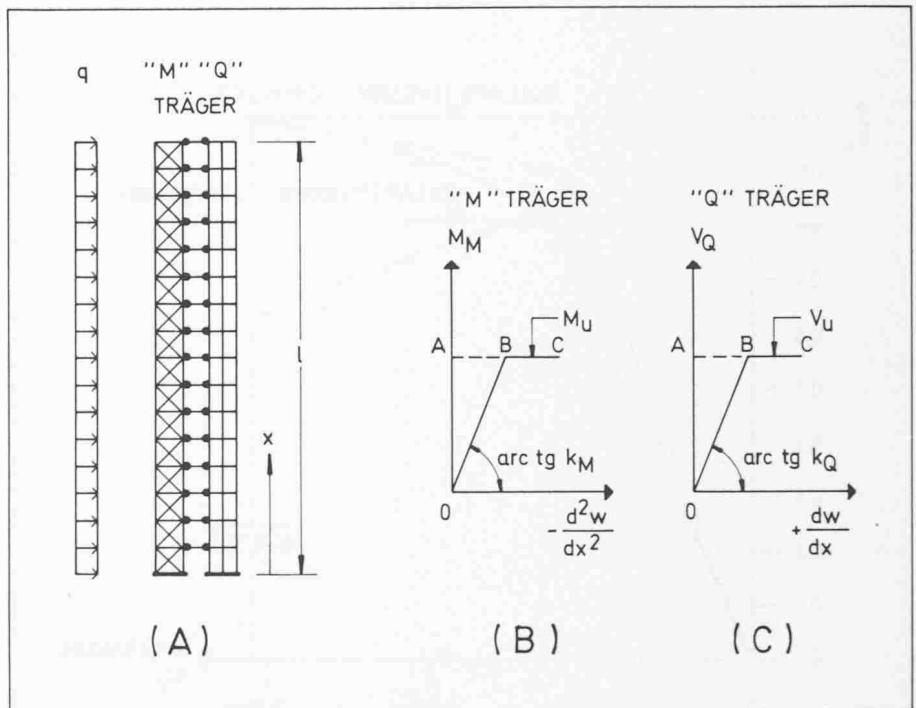 q "M" "Q"
TRÄGER
l
x
(A)
"M" TRÄGER
M_M
A B C
M_u
arc tg k_M
0
- d²w
dx²
(B)
"Q" TRÄGER
V_Q
A B C
V_u
arc tg k_Q
0
+ dw
dx
(C)